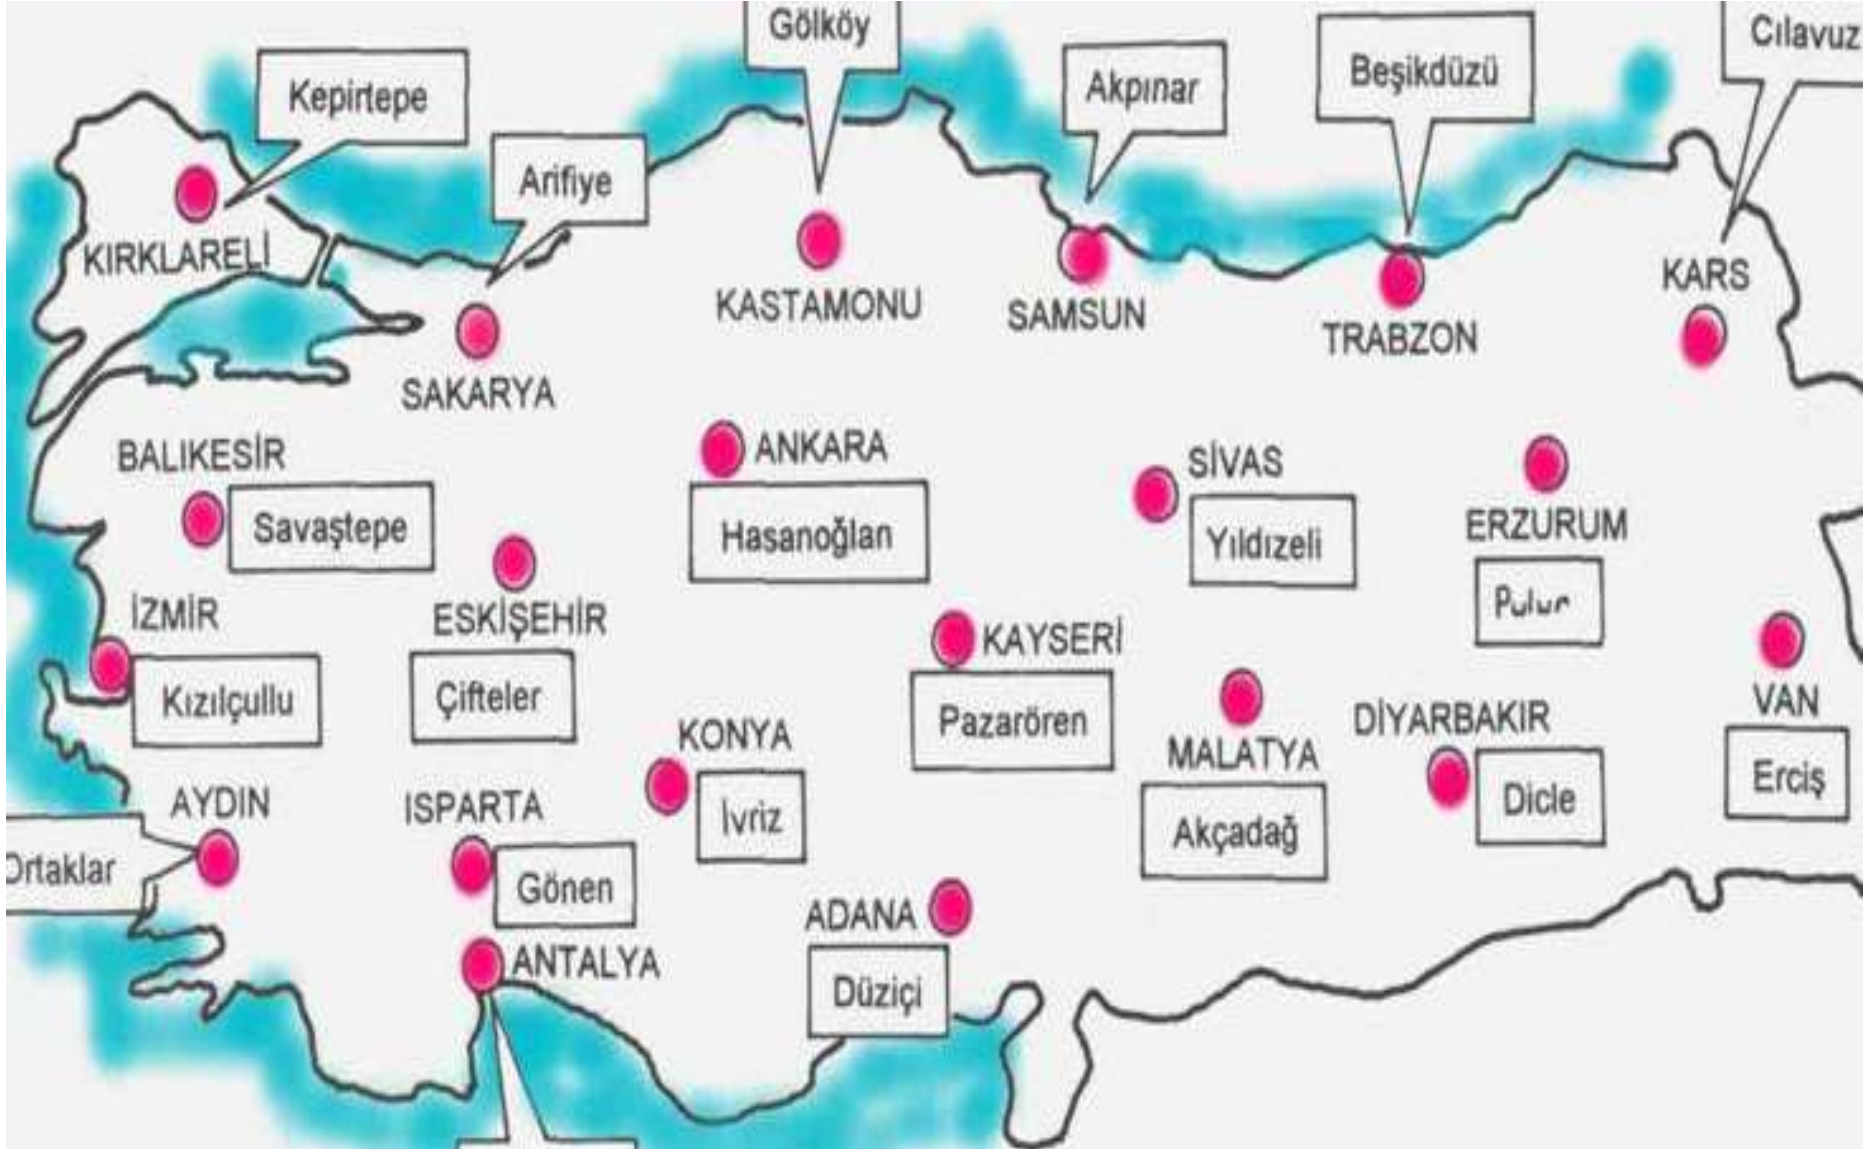 Gölköy
Cılavuz
Kepirtepe
Akpınar
Beşikdüzü
Arifiye
KIRKLARELİ
KASTAMONU
SAMSUN
TRABZON
KARS
SAKARYA
BALIKESİR
Savaştepe
ANKARA
Hasanoğlan
SİVAS
Yıldızeli
ERZURUM
Pulur
İZMİR
Kızılçullu
ESKİŞEHİR
Çifteler
KAYSERİ
Pazarören
MALATYA
Akçadağ
DİYARBAKIR
Dicle
VAN
Erciş
KONYA
İvriz
AYDIN
Ortaklar
ISPARTA
Gönen
ANTALYA
ADANA
Düziçi